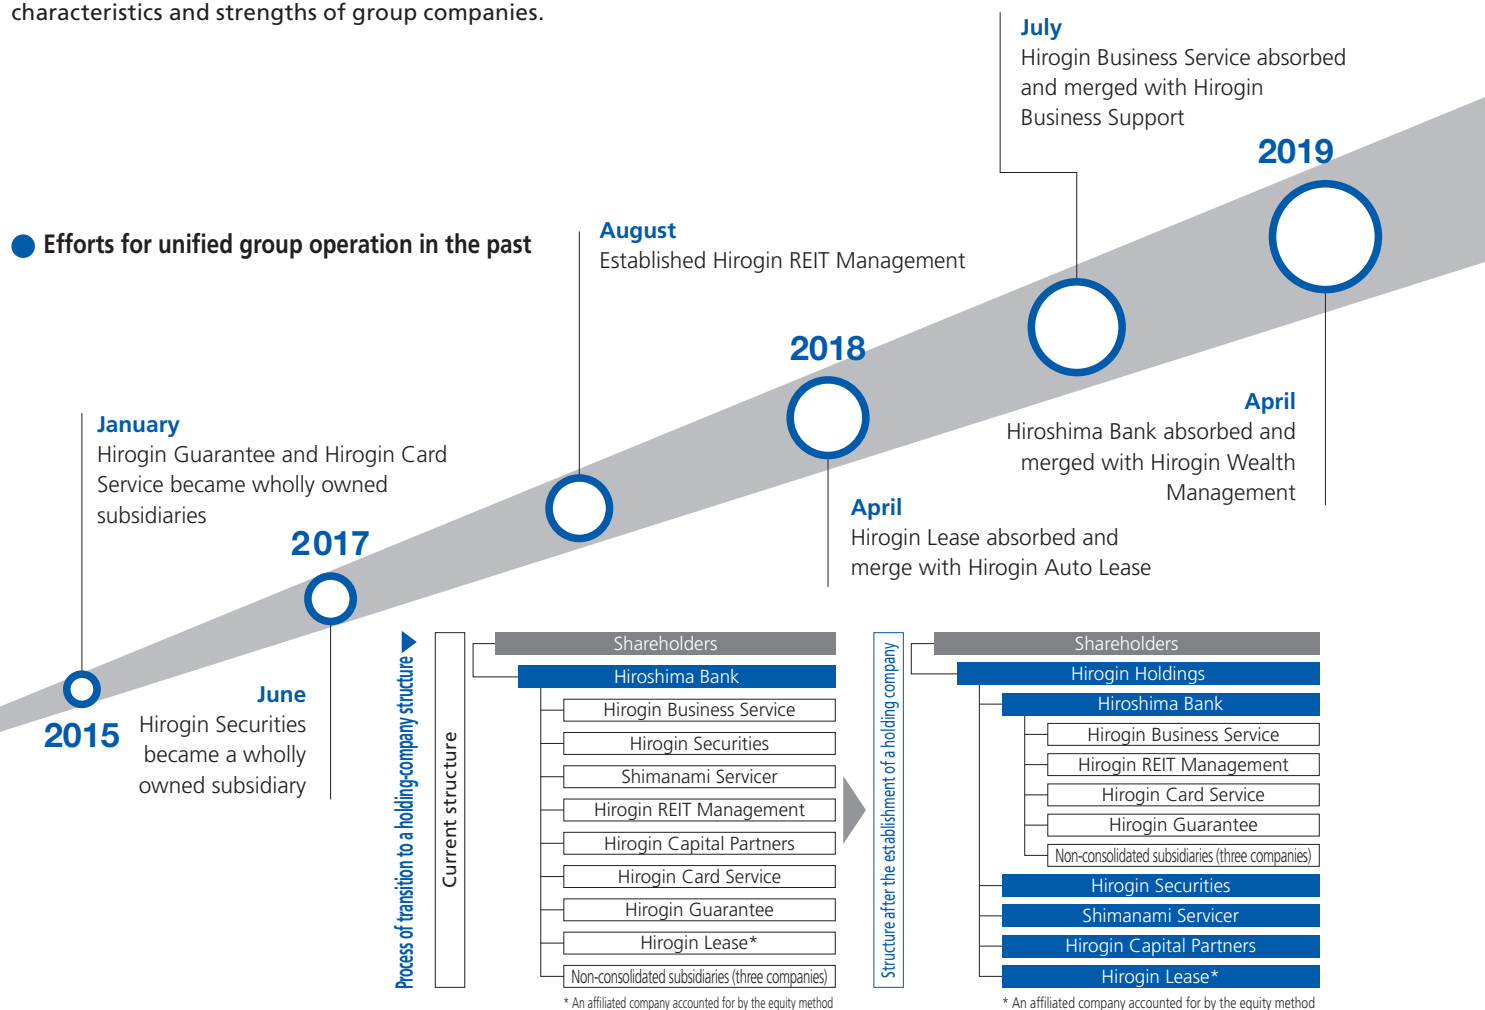 characteristics and strengths of group companies.
Efforts for unified group operation in the past
2015
January
Hirogin Guarantee and Hirogin Card
Service became wholly owned
subsidiaries
2017
June
Hirogin Securities
became a wholly
owned subsidiary
August
Established Hirogin REIT Management
2018
April
Hirogin Lease absorbed and
merge with Hirogin Auto Lease
July
Hirogin Business Service absorbed
and merged with Hirogin
Business Support
2019
April
Hiroshima Bank absorbed and
merged with Hirogin Wealth
Management
Process of transition to a holding-company structure
Current structure
Shareholders
Hiroshima Bank
Hirogin Business Service
Hirogin Securities
Shimanami Servicer
Hirogin REIT Management
Hirogin Capital Partners
Hirogin Card Service
Hirogin Guarantee
Hirogin Lease*
Non-consolidated subsidiaries (three companies)
* An affiliated company accounted for by the equity method
Structure after the establishment of a holding company
Shareholders
Hirogin Holdings
Hiroshima Bank
Hirogin Business Service
Hirogin REIT Management
Hirogin Card Service
Hirogin Guarantee
Non-consolidated subsidiaries (three companies)
Hirogin Securities
Shimanami Servicer
Hirogin Capital Partners
Hirogin Lease*
* An affiliated company accounted for by the equity method